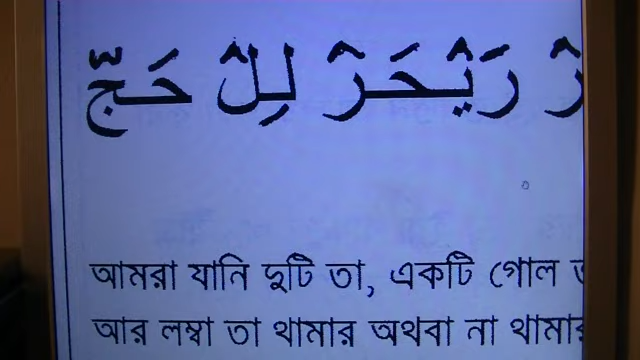 رْ رَيْحَرْ لِلْ حَجّ
আমরা যানি দুটি তা, একটি গোল
আর লম্বা তা থামার অথবা না থামার